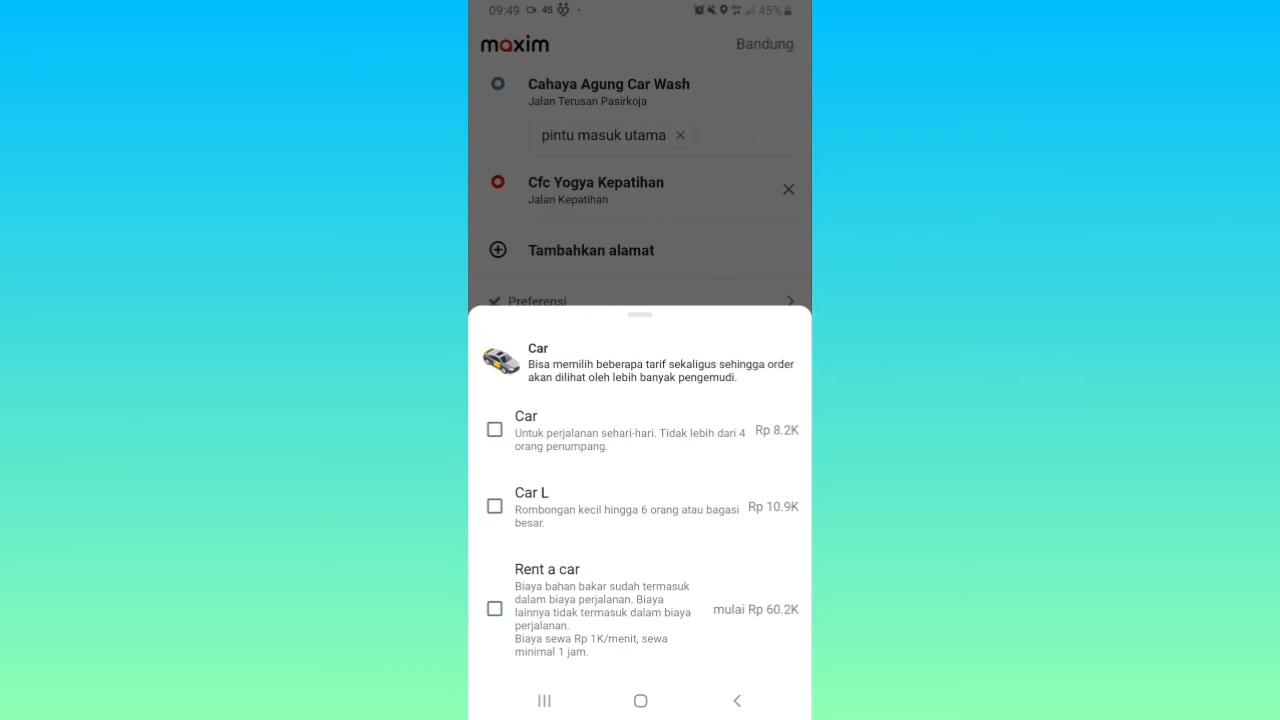 09:49 45
45%
maxim
Bandung
Cahaya Agung Car Wash
Jalan Terusan Pasirkoja
pintu masuk utama
Cfc Yogya Kepatihan
Jalan Kepatihan
Tambahkan alamat
Preferensi
Car
Bisa memilih beberapa tarif sekaligus sehingga order
akan dilihat oleh lebih banyak pengemudi.
Car
Untuk perjalanan sehari-hari. Tidak lebih dari 4
orang penumpang.
Rp 8.2K
Car L
Rombongan kecil hingga 6 orang atau bagasi
besar.
Rp 10.9K
Rent a car
Biaya bahan bakar sudah termasuk
dalam biaya perjalanan. Biaya
lainnya tidak termasuk dalam biaya
perjalanan.
Biaya sewa Rp 1K/menit, sewa
minimal 1 jam.
mulai Rp 60.2K